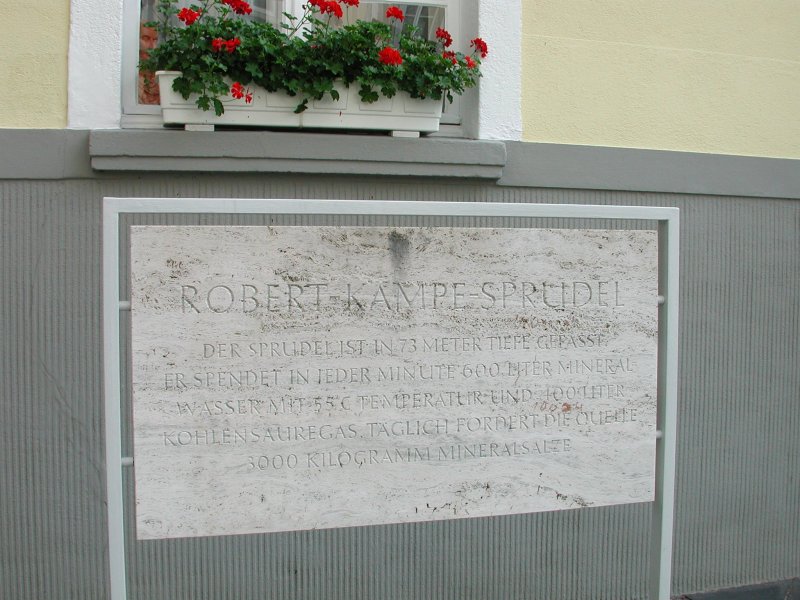 ROBERT-KAMPE-SPRUDEL
DER SPRUDEL IST IN 73 METER TIEFE GEFASST.
ER SPENDET IN JEDER MINUTE 600 LITER MINERAL
WASSER MIT 55°C TEMPERATUR UND 400 LITER
KOHLENSÄUREGAS. TÄGLICH FÖRDERT DIE QUELLE
3000 KILOGRAMM MINERALSALZE